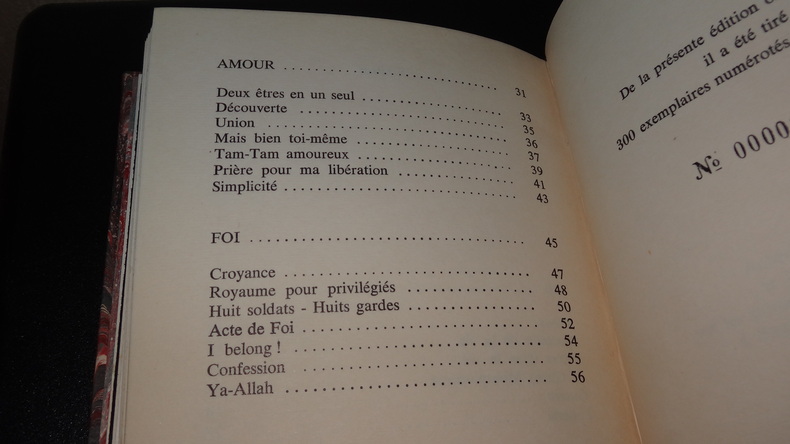 AMOUR .......................... 31
Deux êtres en un seul .................. 33
Découverte .......................... 35
Union .......................... 36
Mais bien toi-même .................. 37
Tam-Tam amoureux .................. 39
Prière pour ma libération .............. 41
Simplicité .......................... 43
FOI .......................... 45
Croyance .......................... 47
Royaume pour privilégiés .............. 48
Huit soldats - Huits gardes .............. 50
Acte de Foi .......................... 52
I belong ! .......................... 54
Confession .......................... 55
Ya-Allah .......................... 56
De la présente édition
il a été tiré
300 exemplaires numérotés
No 0000